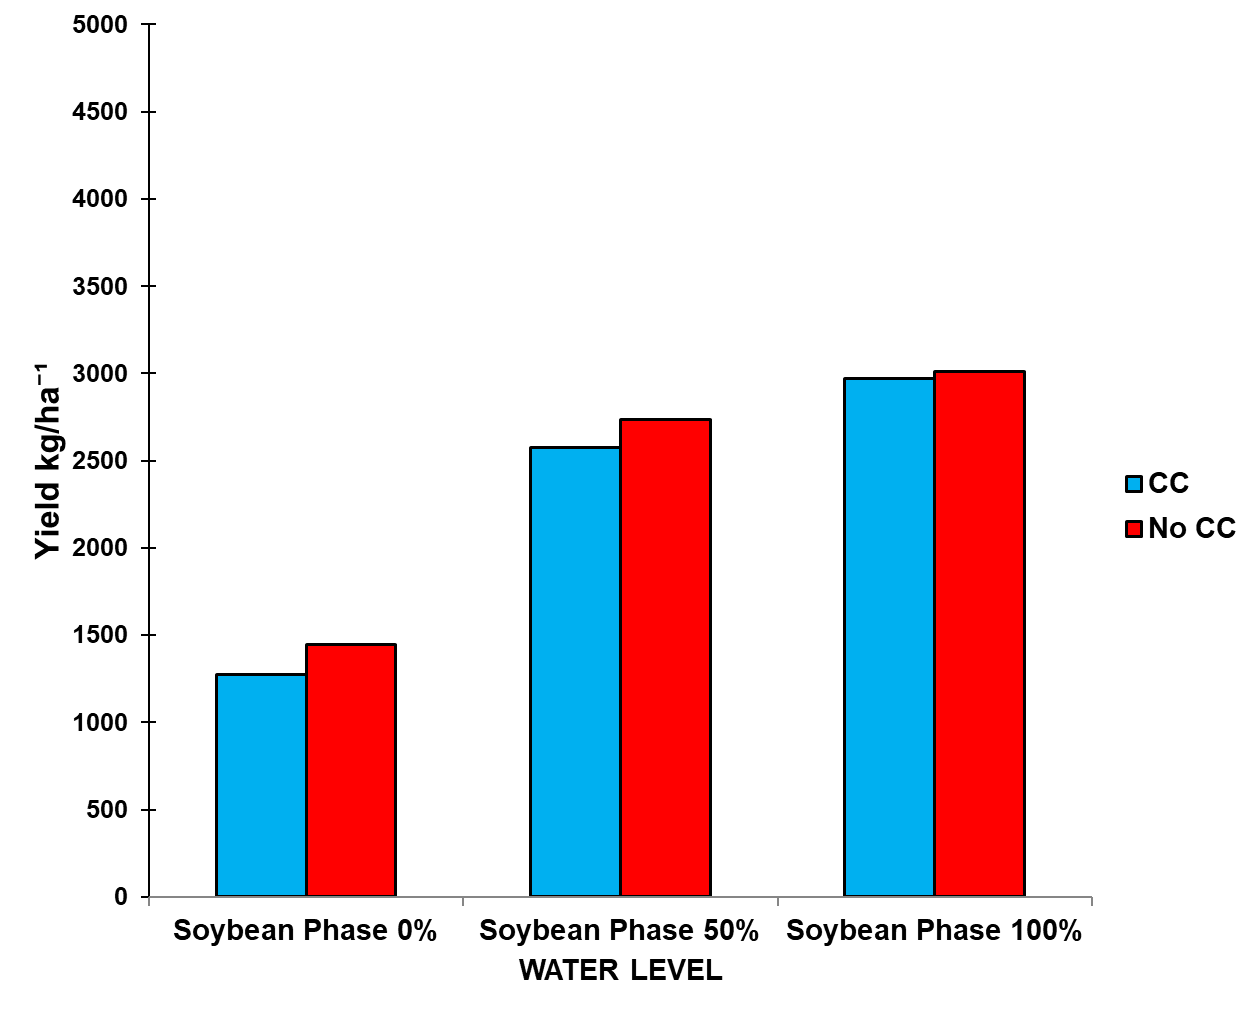 5000
4500
4000
3500
3000
2500
2000
1500
1000
500
0
Yield kg/ha⁻¹
Soybean Phase 0%
Soybean Phase 50%
Soybean Phase 100%
WATER LEVEL
CC
No CC